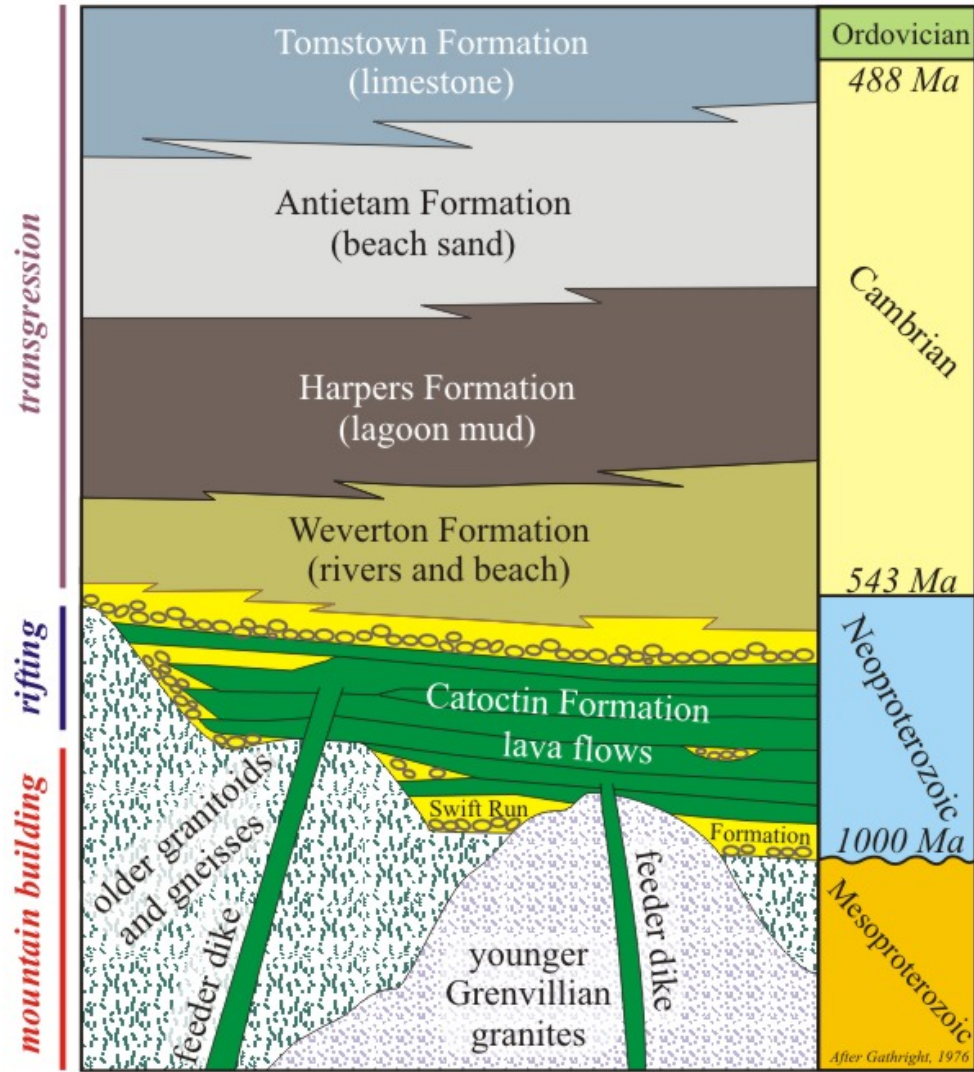 Tomstown Formation
(limestone)
Antietam Formation
(beach sand)
Harpers Formation
(lagoon mud)
Weverton Formation
(rivers and beach)
Catoctin Formation
lava flows
Swift Run
Formation
older granitoids
and gneisses
feeder dike
feeder dike
younger
Grenvillian
granites
transgression
rifting
mountain building
Ordovician
488 Ma
Cambrian
543 Ma
Neoproterozoic
1000 Ma
Mesoproterozoic
After Gathright, 1976